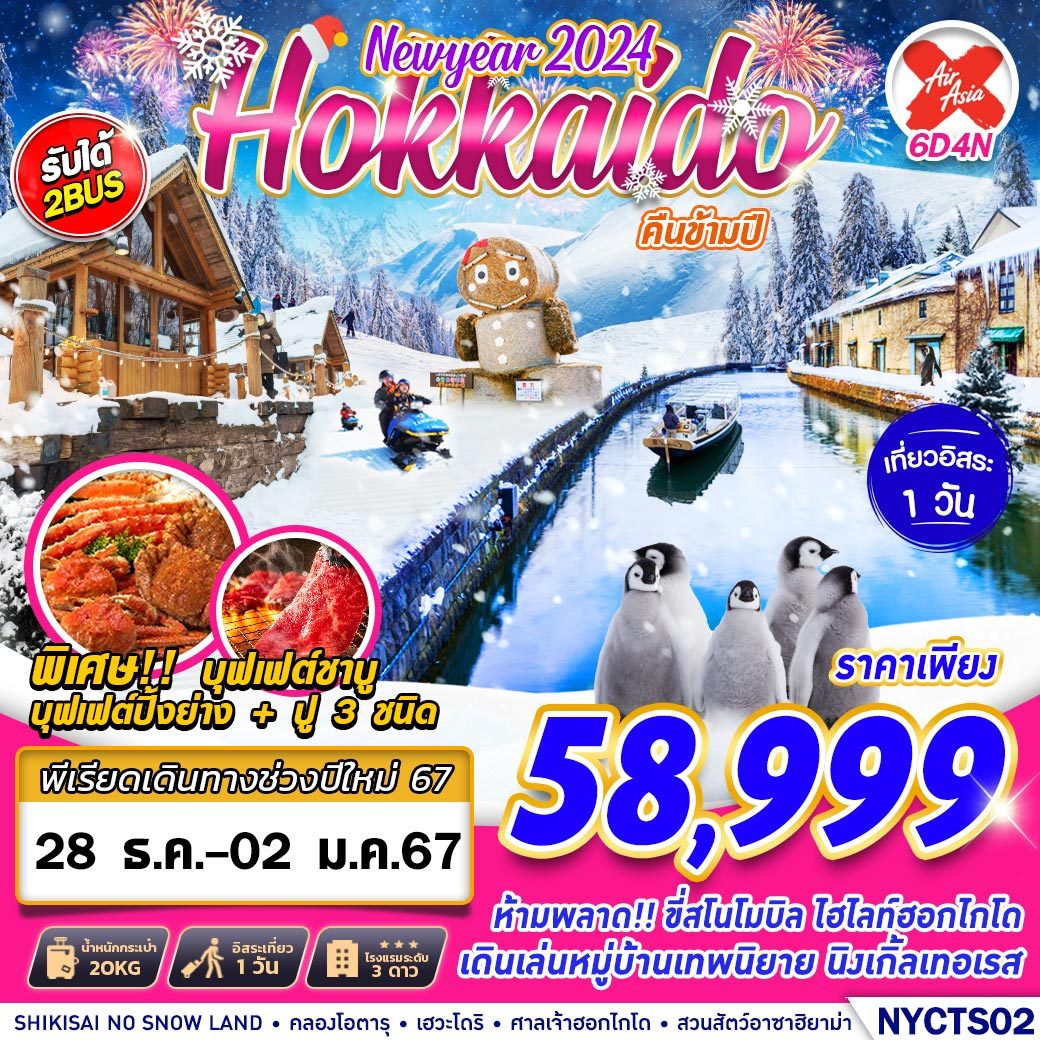 Newyear 2024
Hokkaido
คืนข้ามปี
Air
Asia
6D4N
รับได้
2BUS
เที่ยวอิสระ
1 วัน
พิเศษ!! บุฟเฟต์ชาบู
บุฟเฟต์ปิ้งย่าง + ปู 3 ชนิด
ราคาเพียง
58,999
พีเรียดเดินทางช่วงปีใหม่ 67
28 ธ.ค.-02 ม.ค.67
ห้ามพลาด!! ขี่สโนโมบิล ไฮไลท์ฮอกไกโด
เดินเล่นหมู่บ้านเทพนิยาย นิงเกิ้ลเทอเรส
น้ำหนักกระเป๋า
20KG
อิสระเที่ยว
1 วัน
โรงแรมระดับ
3 ดาว
SHIKISAI NO SNOW LAND • คลองโอตารุ • เฮวะโดริ • ศาลเจ้าฮอกไกโด • สวนสัตว์อาซาฮิยาม่า
NYCTS02